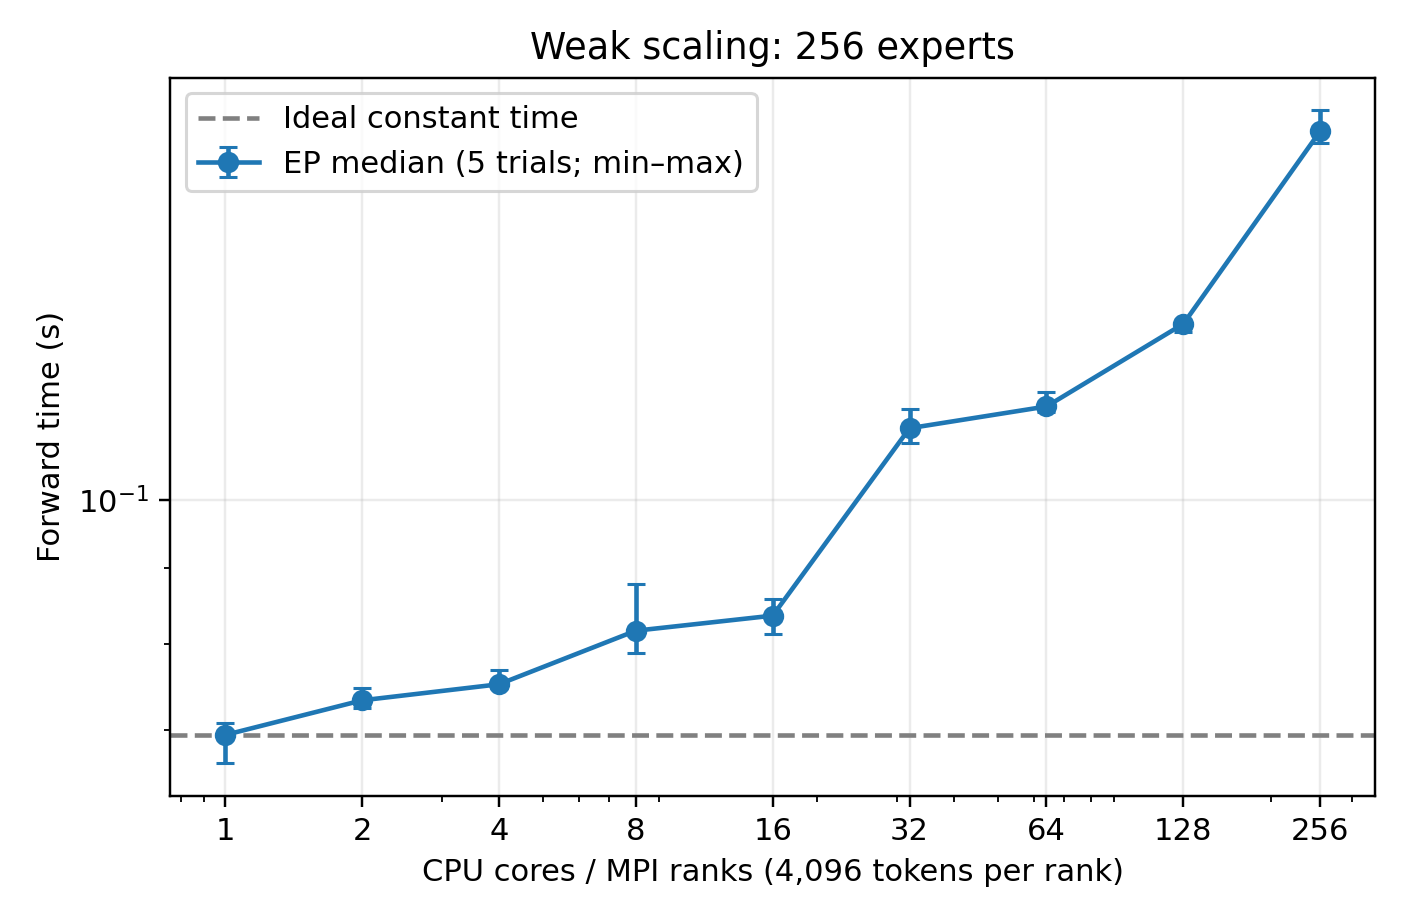 Weak scaling: 256 experts
Ideal constant time
EP median (5 trials; min–max)
Forward time (s)
10⁻¹
1 2 4 8 16 32 64 128 256
CPU cores / MPI ranks (4,096 tokens per rank)